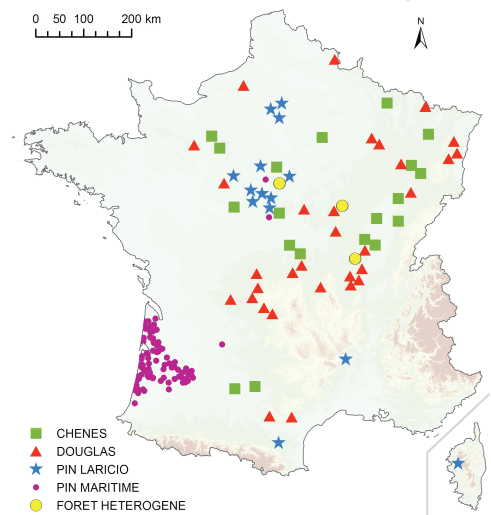 0 50 100 200 km
N
CHENES
DOUGLAS
PIN LARICIO
PIN MARITIME
FORET HETEROGENE